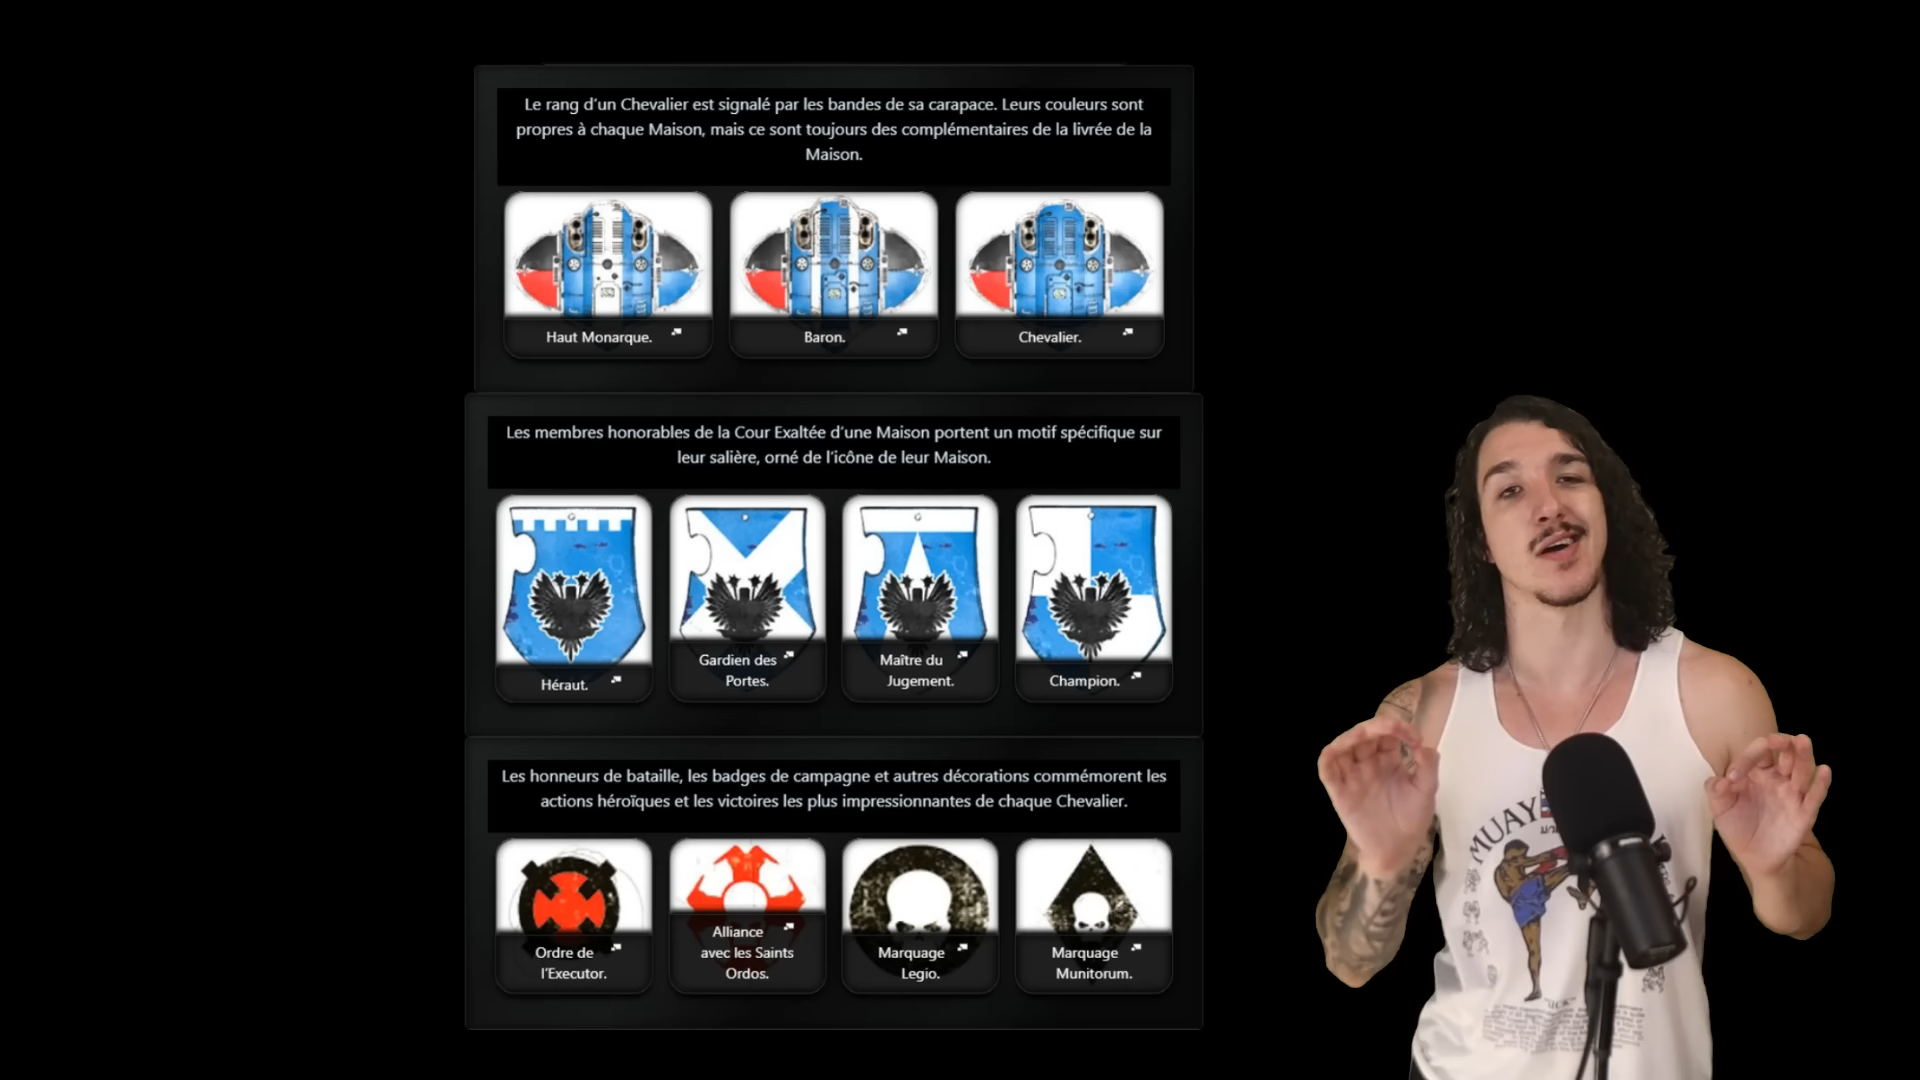 Le rang d'un Chevalier est signalé par les bandes de sa carapace. Leurs couleurs sont
propres à chaque Maison, mais ce sont toujours des complémentaires de la livrée de la
Maison.
Haut Monarque.
Baron.
Chevalier.
Les membres honorables de la Cour Exaltée d'une Maison portent un motif spécifique sur
leur salière, orné de l'icône de leur Maison.
Héraut.
Gardien des
Portes.
Maître du
Jugement.
Champion.
Les honneurs de bataille, les badges de campagne et autres décorations commémorent les
actions héroïques et les victoires les plus impressionnantes de chaque Chevalier.
Ordre de
l'Executor.
Alliance
avec les Saints
Ordos.
Marquage
Legio.
Marquage
Munitorum.
MUAY